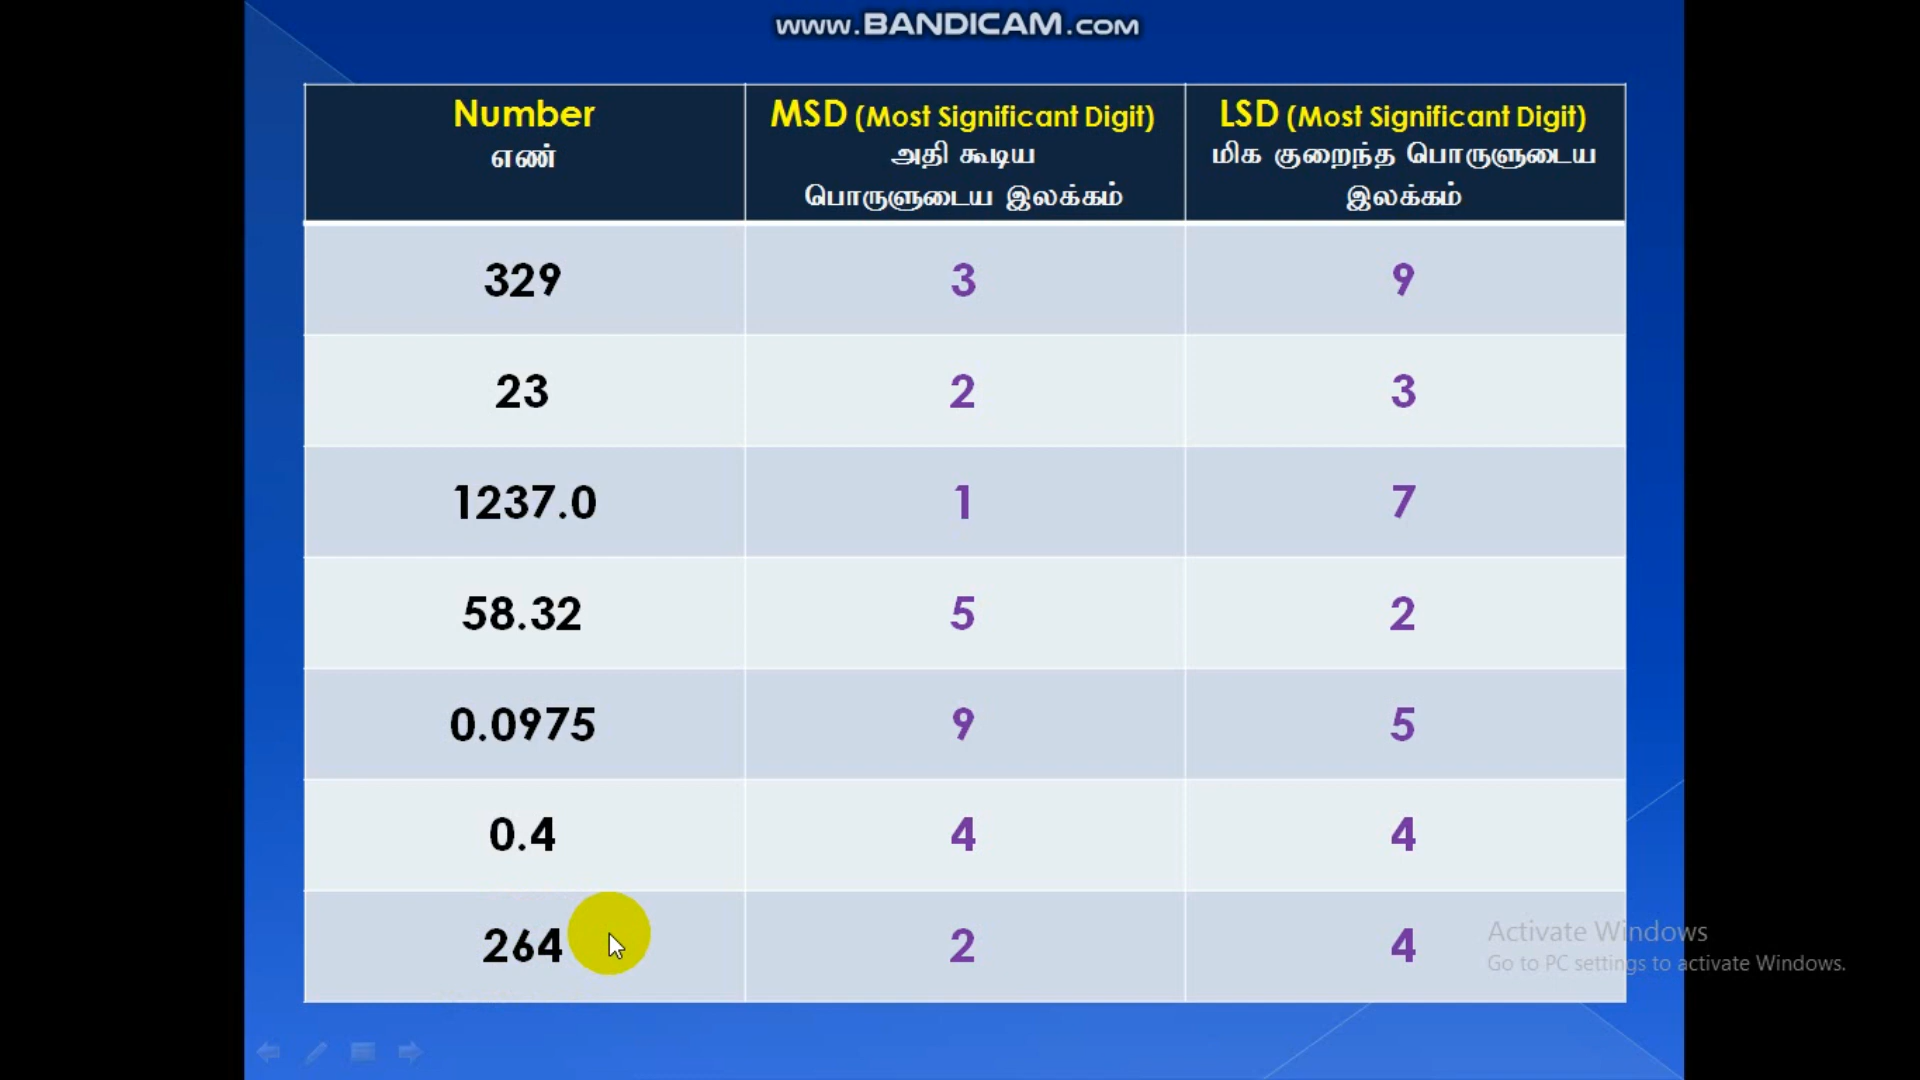 www.BANDICAM.com
Number
எண்
MSD (Most Significant Digit)
அதி கூடிய
பொருளுடைய இலக்கம்
LSD (Most Significant Digit)
மிக குறைந்த பொருளுடைய
இலக்கம்
329 3 9
23 2 3
1237.0 1 7
58.32 5 2
0.0975 9 5
0.4 4 4
264 2 4
Activate Windows
Go to PC settings to activate Windows.